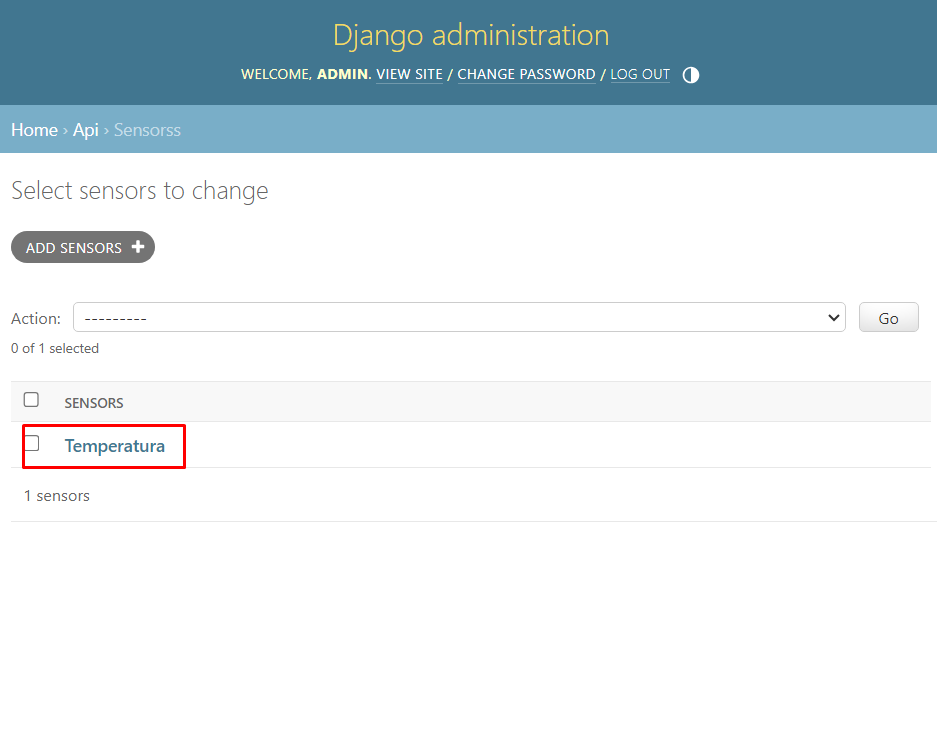 Django administration
WELCOME, ADMIN. VIEW SITE / CHANGE PASSWORD / LOG OUT
Home › Api › Sensorss
Select sensors to change
ADD SENSORS +
Action: --------- Go
0 of 1 selected
SENSORS
Temperatura
1 sensors